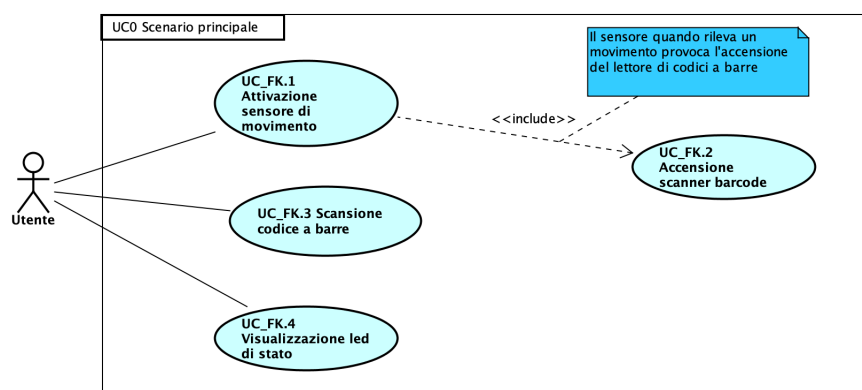 UC0 Scenario principale
Il sensore quando rileva un
movimento provoca l'accensione
del lettore di codici a barre
UC_FK.1
Attivazione
sensore di
movimento
<<include>>
UC_FK.2
Accensione
scanner barcode
Utente
UC_FK.3 Scansione
codice a barre
UC_FK.4
Visualizzazione led
di stato